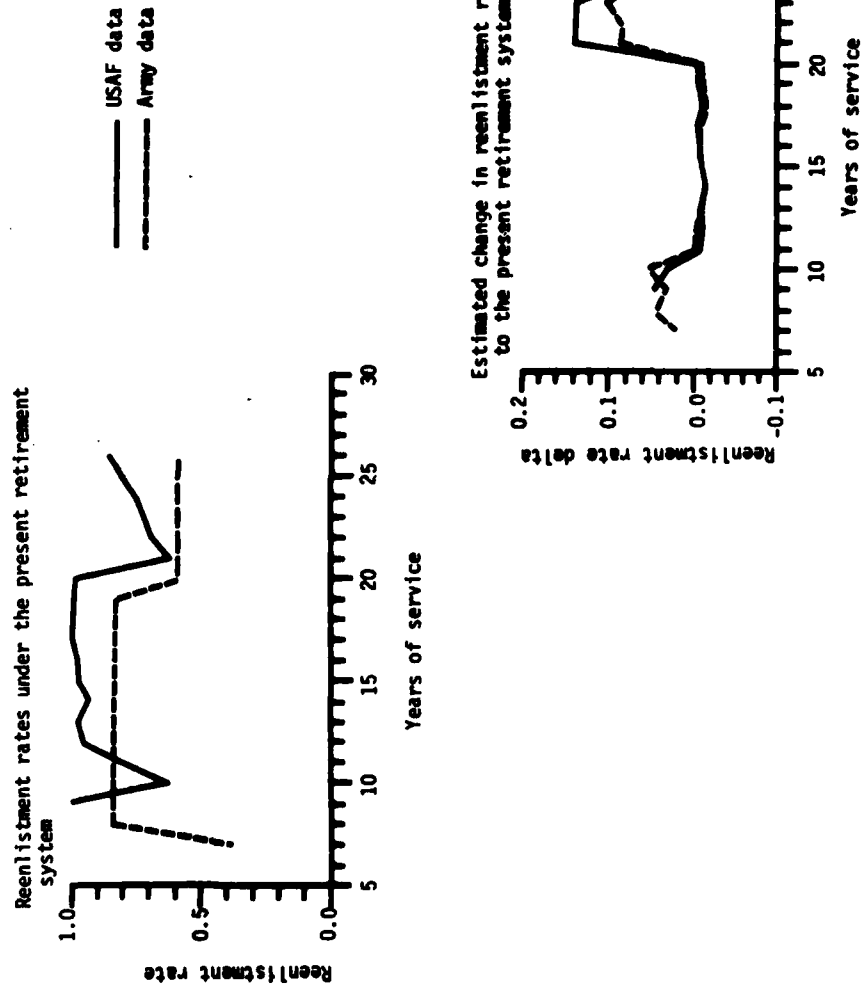 Reenlistment rates under the present retirement
system
USAF data
Army data
Reenlistment rate
1.0
0.5
0.0
5 10 15 20 25 30
Years of service
Estimated change in reenlistment r
to the present retirement system
Reenlistment rate delta
0.2
0.1
0.0
-0.1
5 10 15 20
Years of service